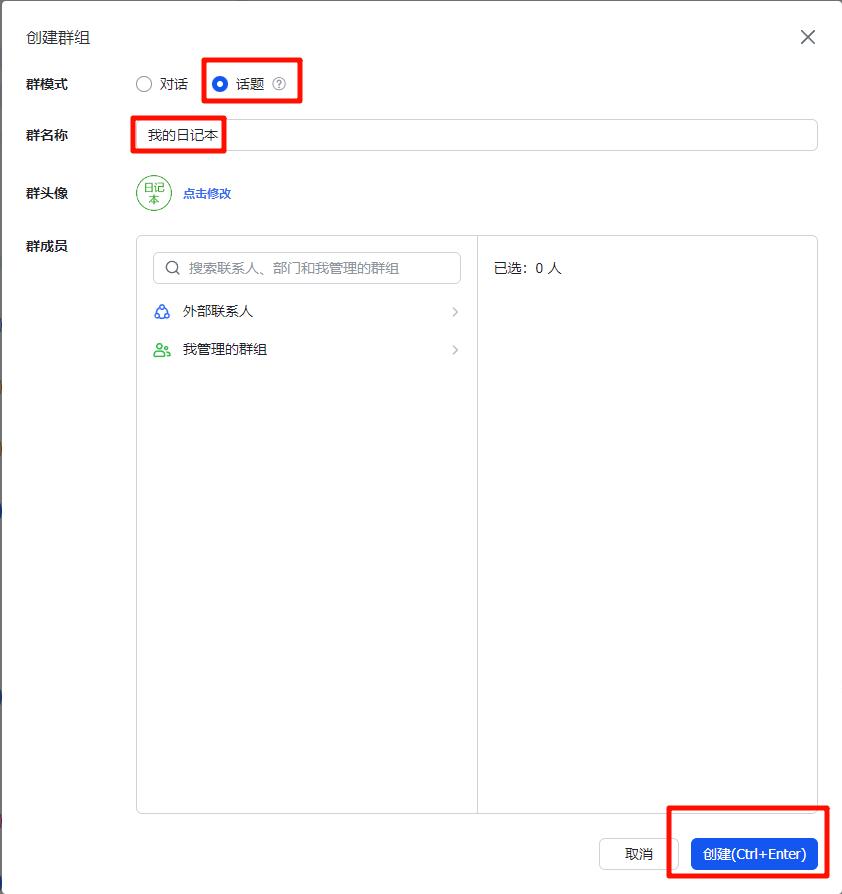 创建群组
群模式 对话 话题 ?
群名称 我的日记本
群头像 日记本 点击修改
群成员
搜索联系人、部门和我管理的群组
已选：0 人
外部联系人
我管理的群组
取消 创建(Ctrl+Enter)